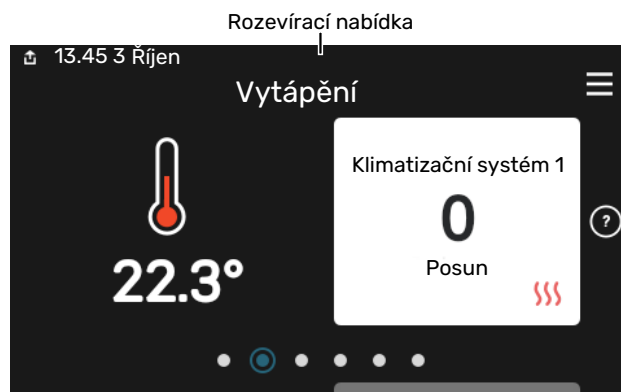 Rozevírací nabídka
13.45 3 Říjen
Vytápění
Klimatizační systém 1
0
Posun
22.3°
?